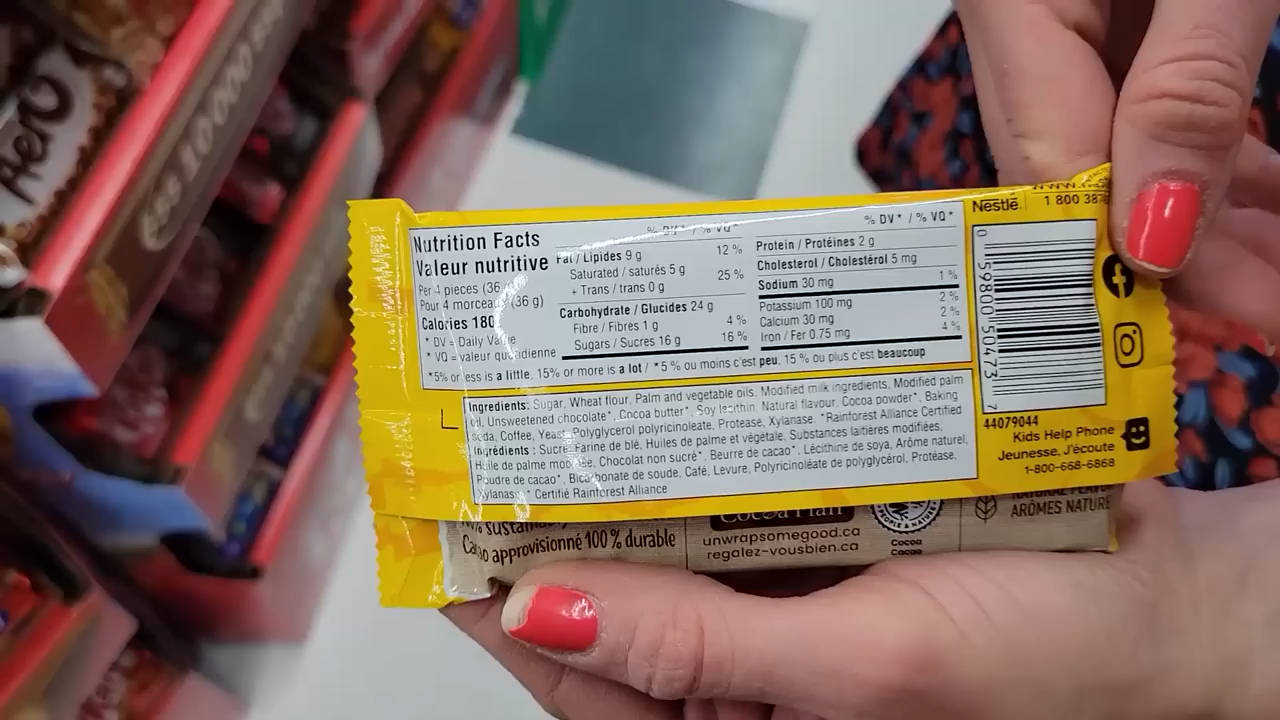 AERO
Nutrition Facts
Valeur nutritive
Per 4 pieces (36
Pour 4 morceaux (36 g)
Calories 180
* DV = Daily Value
* VQ = valeur quotidienne
% DV* / % VQ*
Fat / Lipides 9 g 12 %
Saturated / saturés 5 g 25 %
+ Trans / trans 0 g
Carbohydrate / Glucides 24 g
Fibre / Fibres 1 g 4 %
Sugars / Sucres 16 g 16 %
% DV* / % VQ*
Protein / Protéines 2 g
Cholesterol / Cholestérol 5 mg
Sodium 30 mg 1 %
Potassium 100 mg 2 %
Calcium 30 mg 2 %
Iron / Fer 0.75 mg 4 %
*5% or less is a little, 15% or more is a lot / *5 % ou moins c'est peu, 15 % ou plus c'est beaucoup
Ingredients: Sugar, Wheat flour, Palm and vegetable oils, Modified milk ingredients, Modified palm
oil, Unsweetened chocolate*, Cocoa butter*, Soy lecithin, Natural flavour, Cocoa powder*, Baking
soda, Coffee, Yeast, Polyglycerol polyricinoleate, Protease, Xylanase. *Rainforest Alliance Certified
Ingrédients : Sucre, Farine de blé, Huiles de palme et végétale, Substances laitières modifiées,
Huile de palme modifiée, Chocolat non sucré*, Beurre de cacao*, Lécithine de soya, Arôme naturel,
Poudre de cacao*, Bicarbonate de soude, Café, Levure, Polyricinoléate de polyglycérol, Protéase,
Xylanase. * Certifié Rainforest Alliance
Nestlé
1 800 387
0 59800 50473 7
44079044
Kids Help Phone
Jeunesse, J'écoute
1-800-668-6868
Cacao approvisionné 100 % durable
Cocoa Plan
unwrapsomegood.ca
regalez-vousbien.ca
PEOPLE & NATURE
Cocoa
Cacao
NATURAL FLAVOUR
ARÔMES NATURE